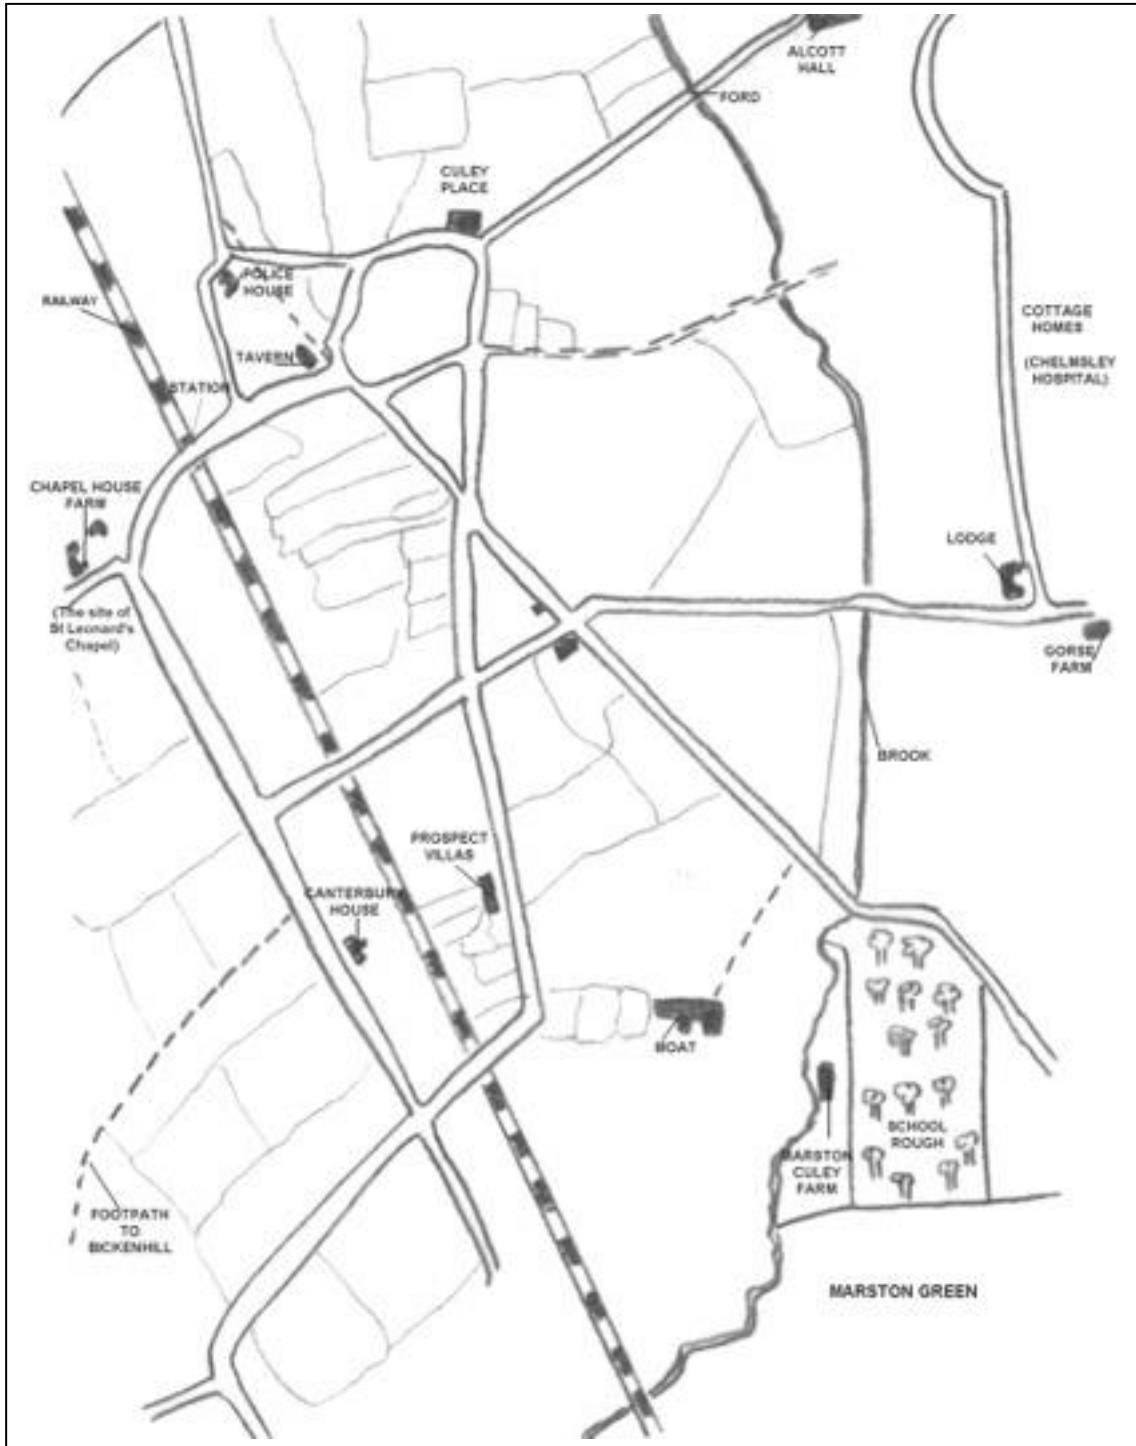 ALCOTT
HALL
FORD
CULEY
PLACE
POLICE
HOUSE
RAILWAY
TAVERN
STATION
COTTAGE
HOMES
(CHELMSLEY
HOSPITAL)
CHAPEL HOUSE
FARM
LODGE
(The site of
St Leonard's
Chapel)
GORSE
FARM
BROOK
PROSPECT
VILLAS
CANTERBURY
HOUSE
BOAT
SCHOOL
ROUGH
MARSTON
CULEY
FARM
FOOTPATH
TO
BICKENHILL
MARSTON GREEN